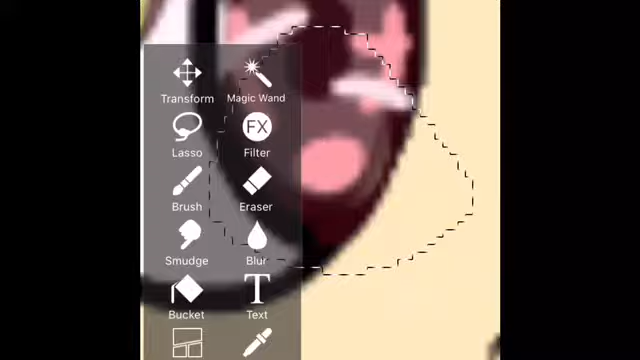 Transform Magic Wand
FX
Lasso Filter
Brush Eraser
Smudge Blur
T
Bucket Text